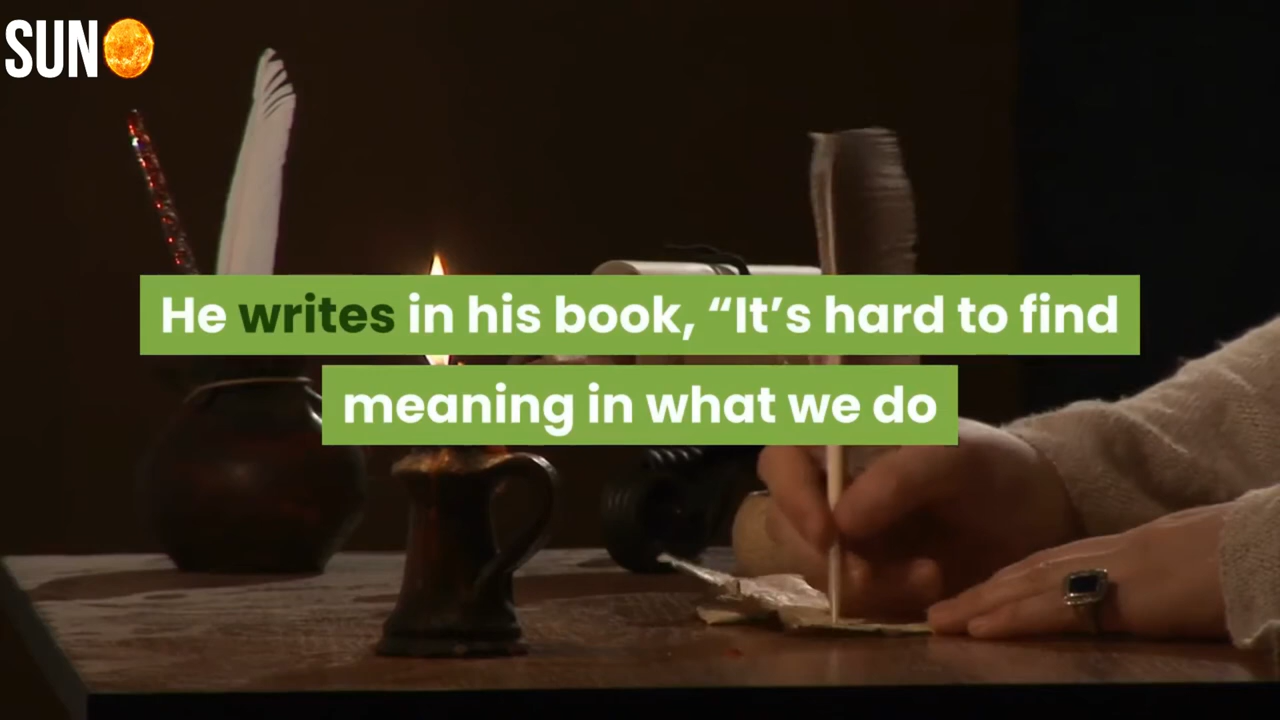 SUN
He writes in his book, “It’s hard to find
meaning in what we do